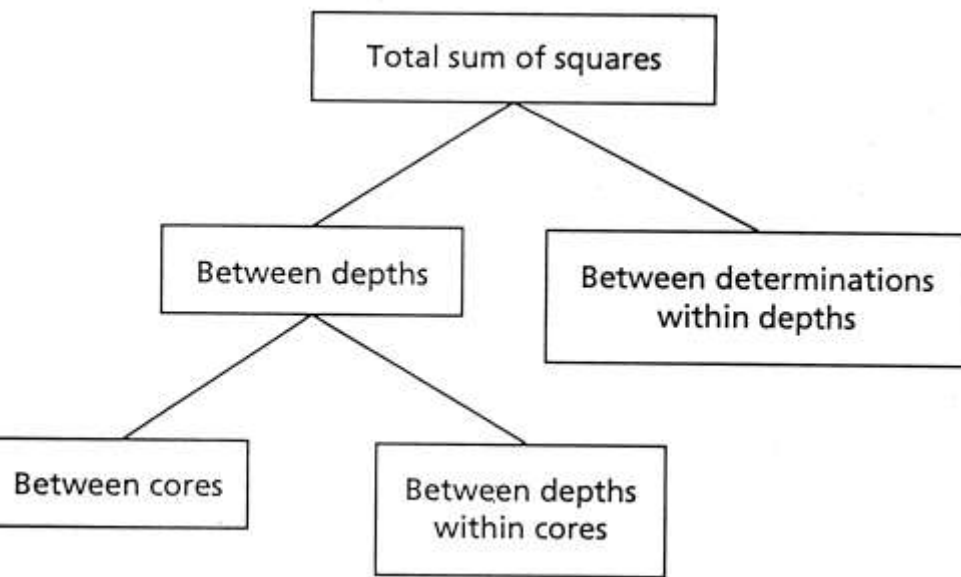 Total sum of squares
Between depths
Between determinations
within depths
Between cores
Between depths
within cores